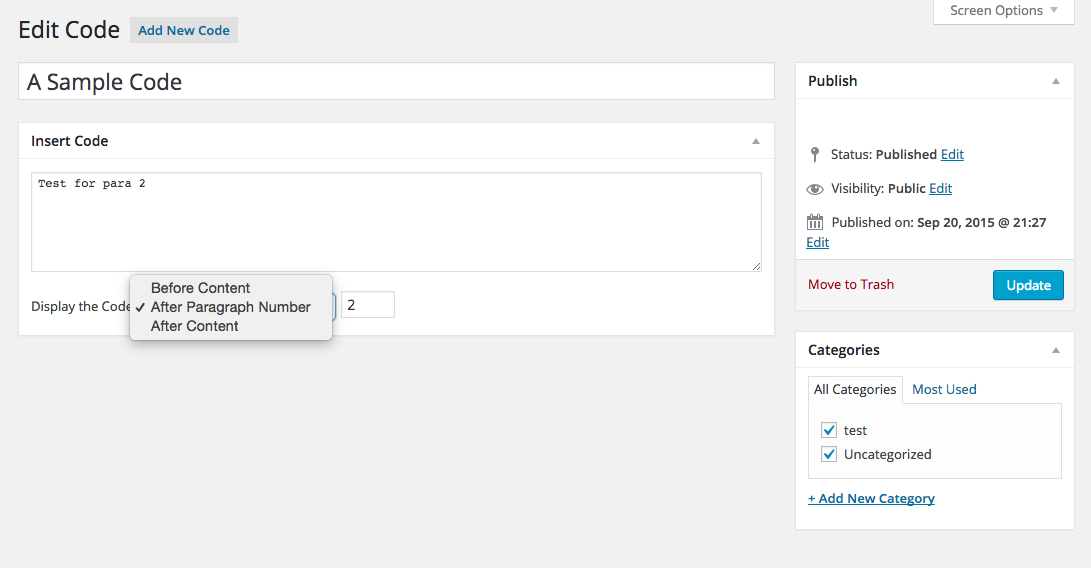 Screen Options
Edit Code Add New Code
A Sample Code
Insert Code
Test for para 2
Before Content
Display the Code After Paragraph Number 2
After Content
Publish
Status: Published Edit
Visibility: Public Edit
Published on: Sep 20, 2015 @ 21:27
Edit
Move to Trash Update
Categories
All Categories Most Used
test
Uncategorized
+ Add New Category